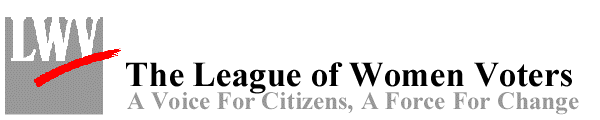 LWV
The League of Women Voters
A Voice For Citizens, A Force For Change